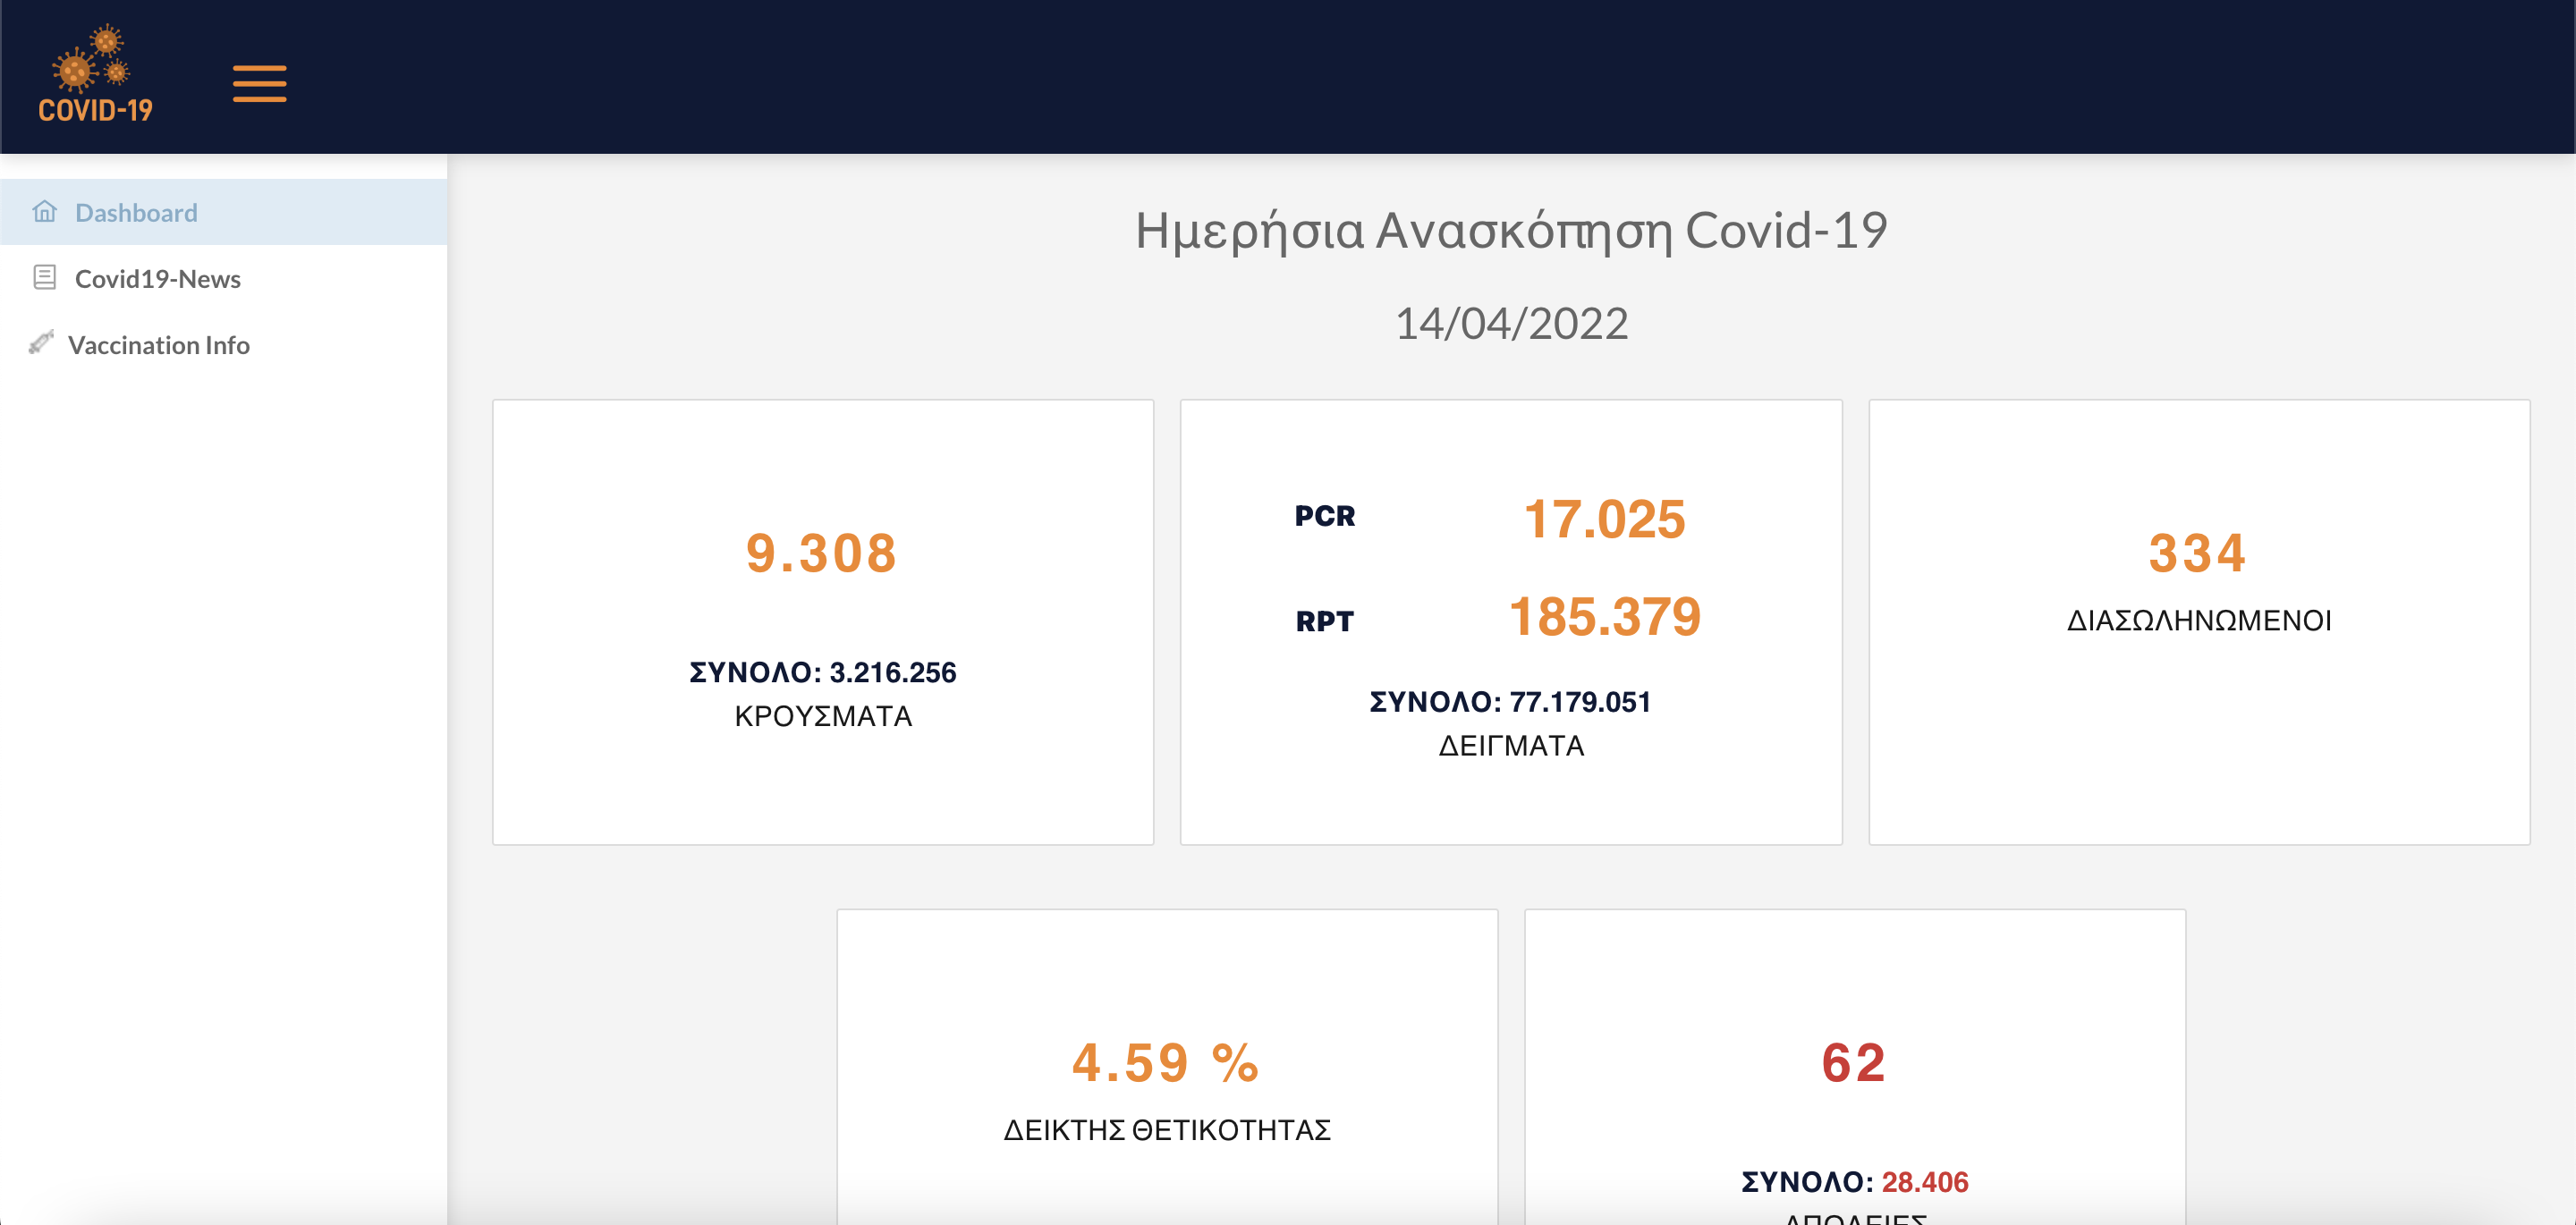 COVID-19
Dashboard
Covid19-News
Vaccination Info
Ημερήσια Ανασκόπηση Covid-19
14/04/2022
9.308
ΣΥΝΟΛΟ: 3.216.256
ΚΡΟΥΣΜΑΤΑ
PCR 17.025
RPT 185.379
ΣΥΝΟΛΟ: 77.179.051
ΔΕΙΓΜΑΤΑ
334
ΔΙΑΣΩΛΗΝΩΜΕΝΟΙ
4.59 %
ΔΕΙΚΤΗΣ ΘΕΤΙΚΟΤΗΤΑΣ
62
ΣΥΝΟΛΟ: 28.406
ΑΠΩΛΕΙΕΣ